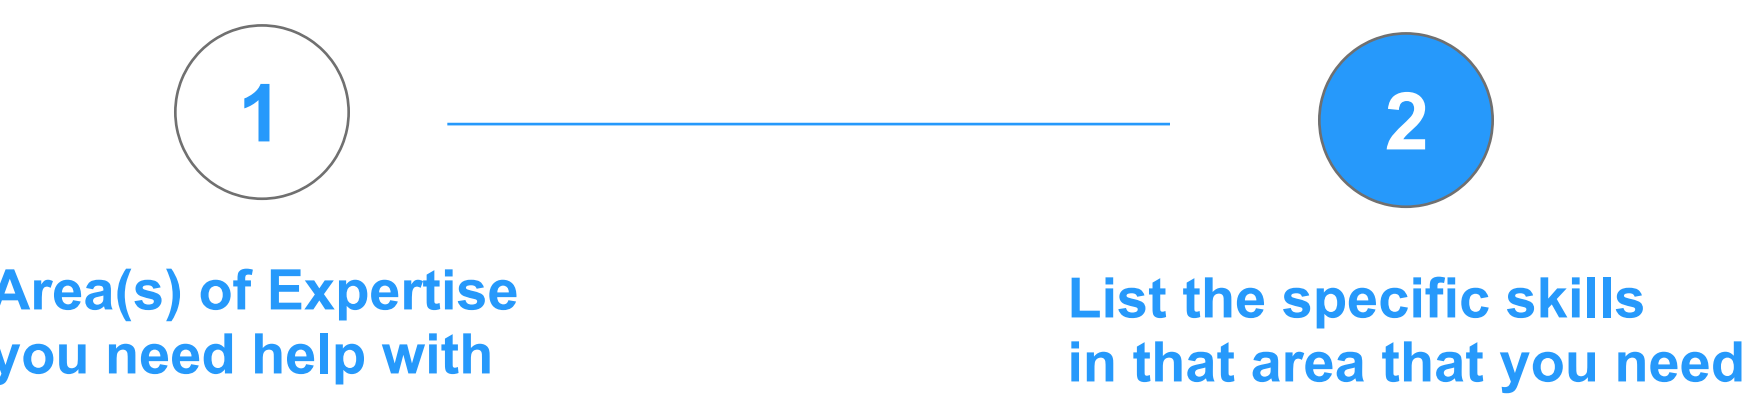 1
2
Area(s) of Expertise
you need help with
List the specific skills
in that area that you need